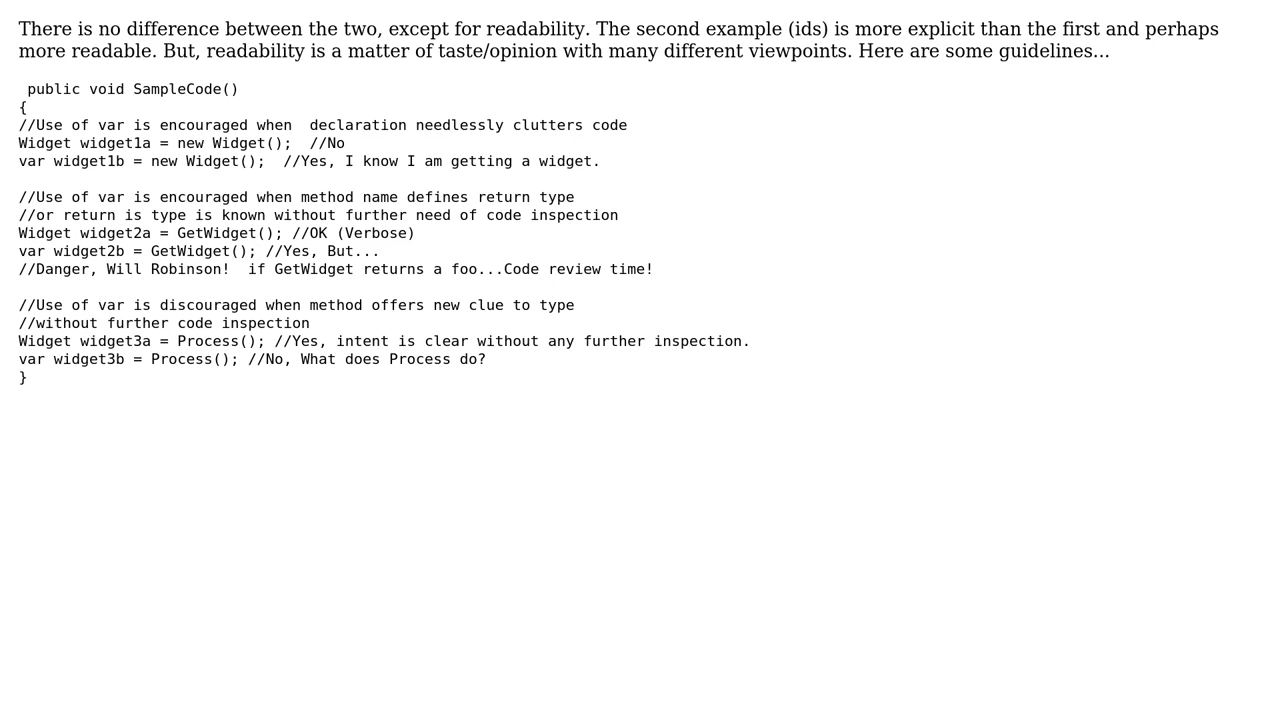 There is no difference between the two, except for readability. The second example (ids) is more explicit than the first and perhaps
more readable. But, readability is a matter of taste/opinion with many different viewpoints. Here are some guidelines...

 public void SampleCode()
{
//Use of var is encouraged when  declaration needlessly clutters code
Widget widget1a = new Widget();  //No
var widget1b = new Widget();  //Yes, I know I am getting a widget.

//Use of var is encouraged when method name defines return type
//or return is type is known without further need of code inspection
Widget widget2a = GetWidget(); //OK (Verbose)
var widget2b = GetWidget(); //Yes, But...
//Danger, Will Robinson!  if GetWidget returns a foo...Code review time!

//Use of var is discouraged when method offers new clue to type
//without further code inspection
Widget widget3a = Process(); //Yes, intent is clear without any further inspection.
var widget3b = Process(); //No, What does Process do?
}